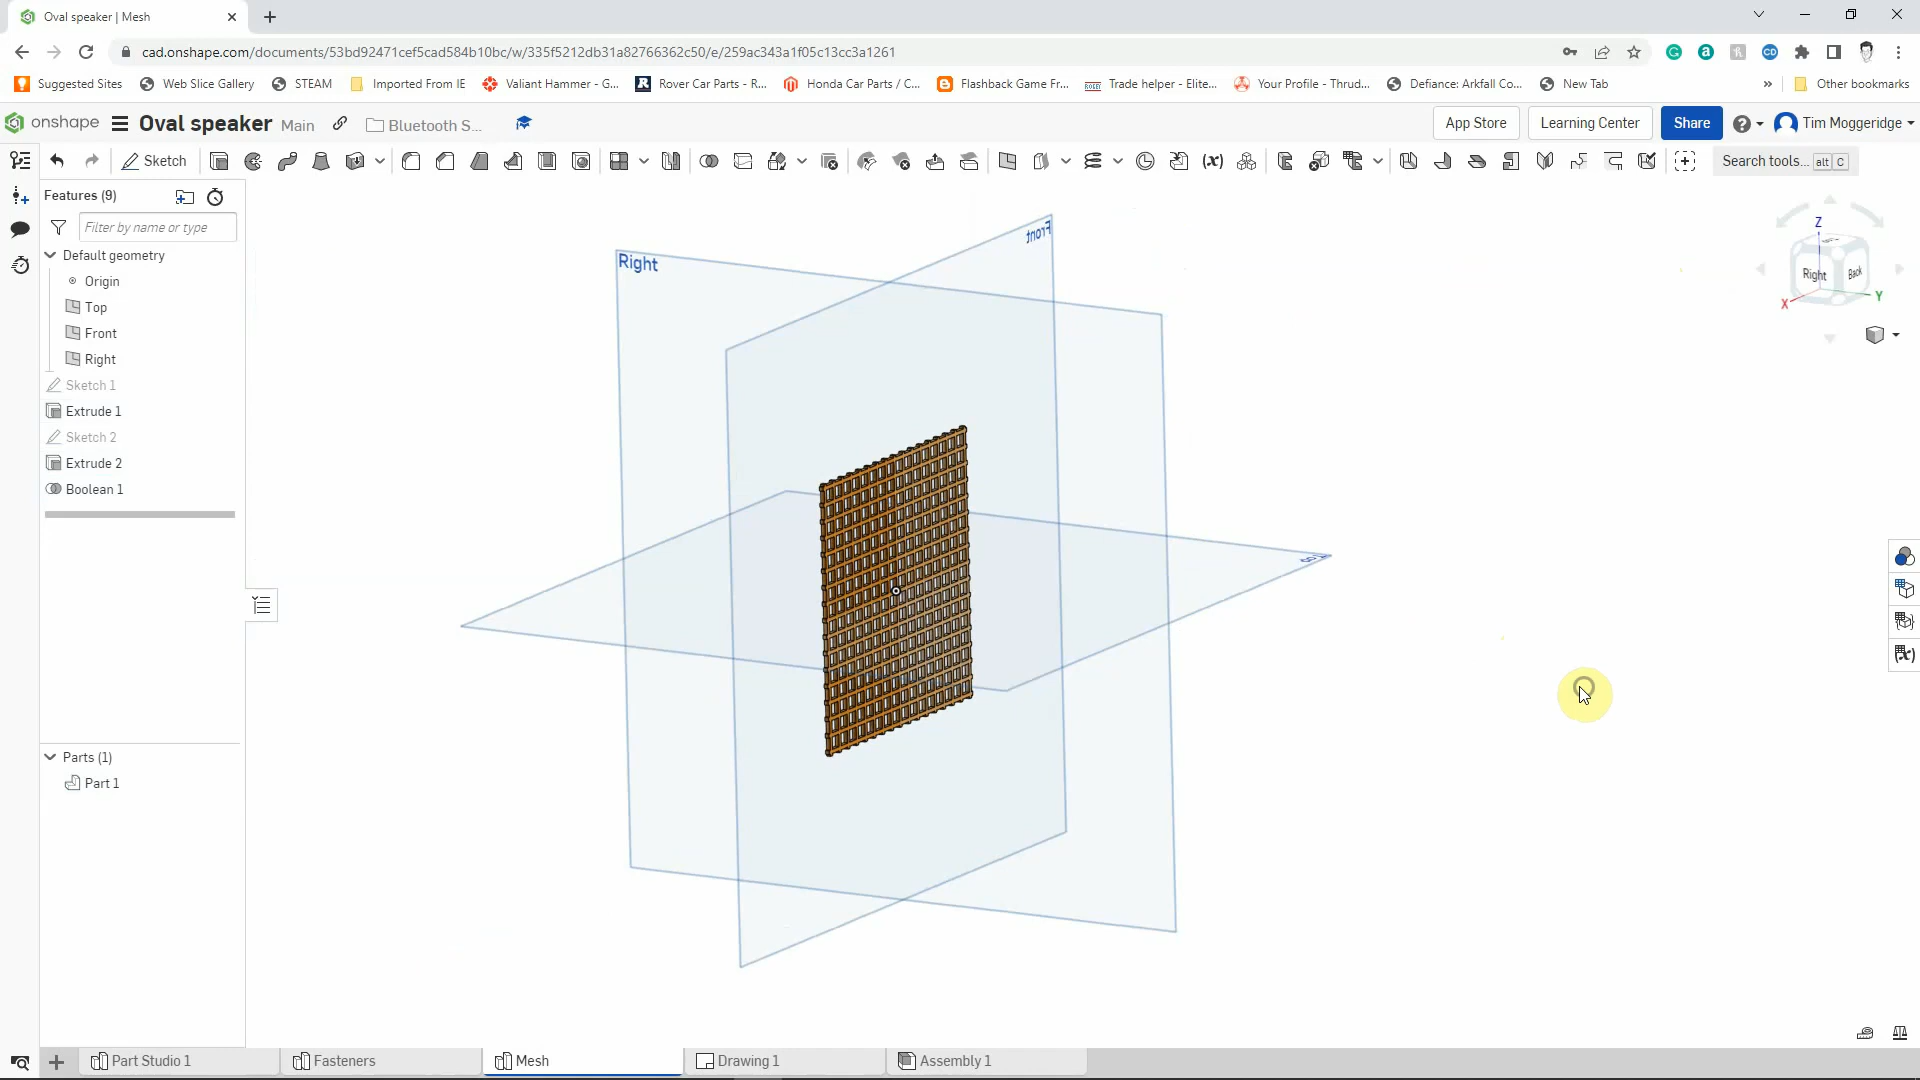 Oval speaker | Mesh
cad.onshape.com/documents/53bd92471cef5cad584b10bc/w/335f5212db31a82766362c50/e/259ac343a1f05c13cc3a1261
Suggested Sites Web Slice Gallery STEAM Imported From IE Valiant Hammer - G... Rover Car Parts - R... Honda Car Parts / C... Flashback Game Fr... Trade helper - Elite... Your Profile - Thrud... Defiance: Arkfall Co... New Tab » Other bookmarks
onshape Oval speaker Main Bluetooth S... App Store Learning Center Share Tim Moggeridge
Sketch (x) Search tools... alt C
Features (9)
Filter by name or type
Default geometry
Origin
Top
Front
Right
Sketch 1
Extrude 1
Sketch 2
Extrude 2
Boolean 1
Parts (1)
Part 1
Right
Front
Top
Z
Right Back
X Y
(x)
Part Studio 1 Fasteners Mesh Drawing 1 Assembly 1